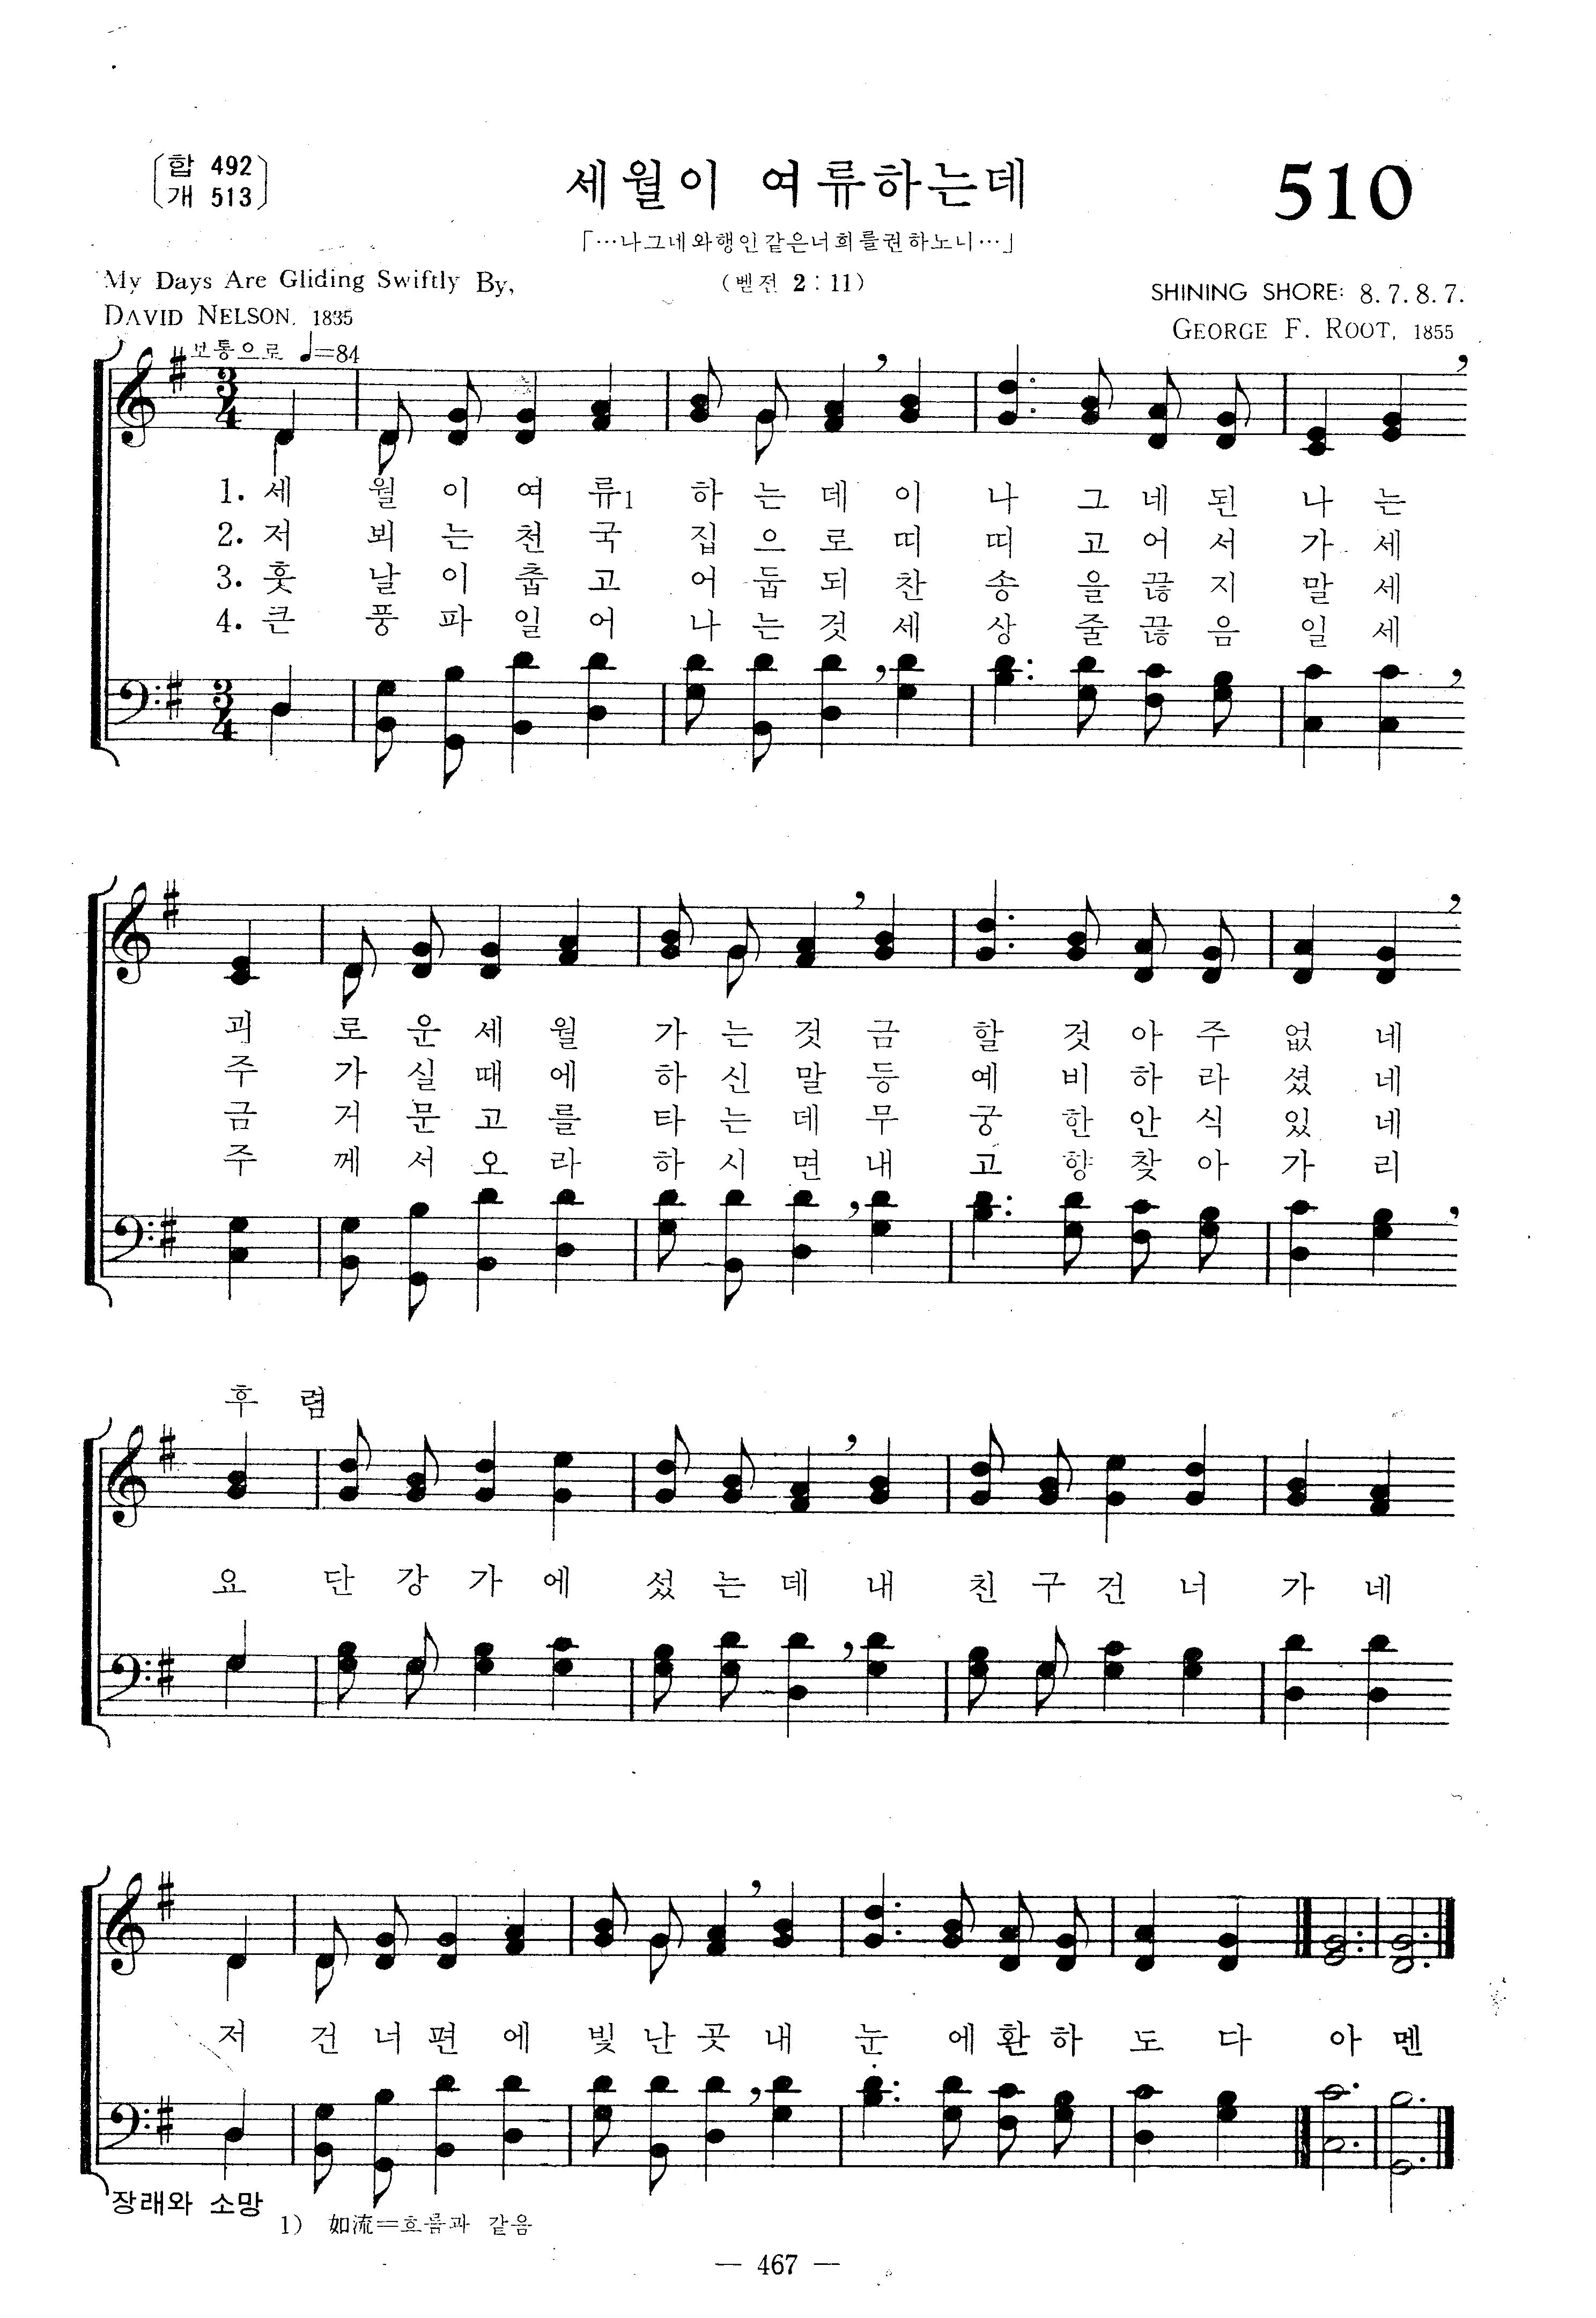 합 492
개 513
세월이 여류하는데
510
「…나그네와행인같은너희를권하노니…」
(벧전 2:11)
My Days Are Gliding Swiftly By,
DAVID NELSON, 1835
SHINING SHORE: 8.7.8.7.
GEORGE F. ROOT, 1855
보통으로 ♩=84
1. 세 월 이 여 류1 하 는 데 이 나 그 네 된 나 는
2. 저 뵈 는 천 국 집 으 로 띠 띠 고 어 서 가 세
3. 훗 날 이 춥 고 어 둡 되 찬 송 을 끊 지 말 세
4. 큰 풍 파 일 어 나 는 것 세 상 줄 끊 음 일 세
괴 로 운 세 월 가 는 것 금 할 것 아 주 없 네
주 가 실 때 에 하 신 말 등 예 비 하 라 셨 네
금 거 문 고 를 타 는 데 무 궁 한 안 식 있 네
주 께 서 오 라 하 시 면 내 고 향 찾 아 가 리
후 렴
요 단 강 가 에 섰 는 데 내 친 구 건 너 가 네
저 건 너 편 에 빛 난 곳 내 눈 에 환 하 도 다 아 멘
장래와 소망
1) 如流=흐름과 같음
— 467 —